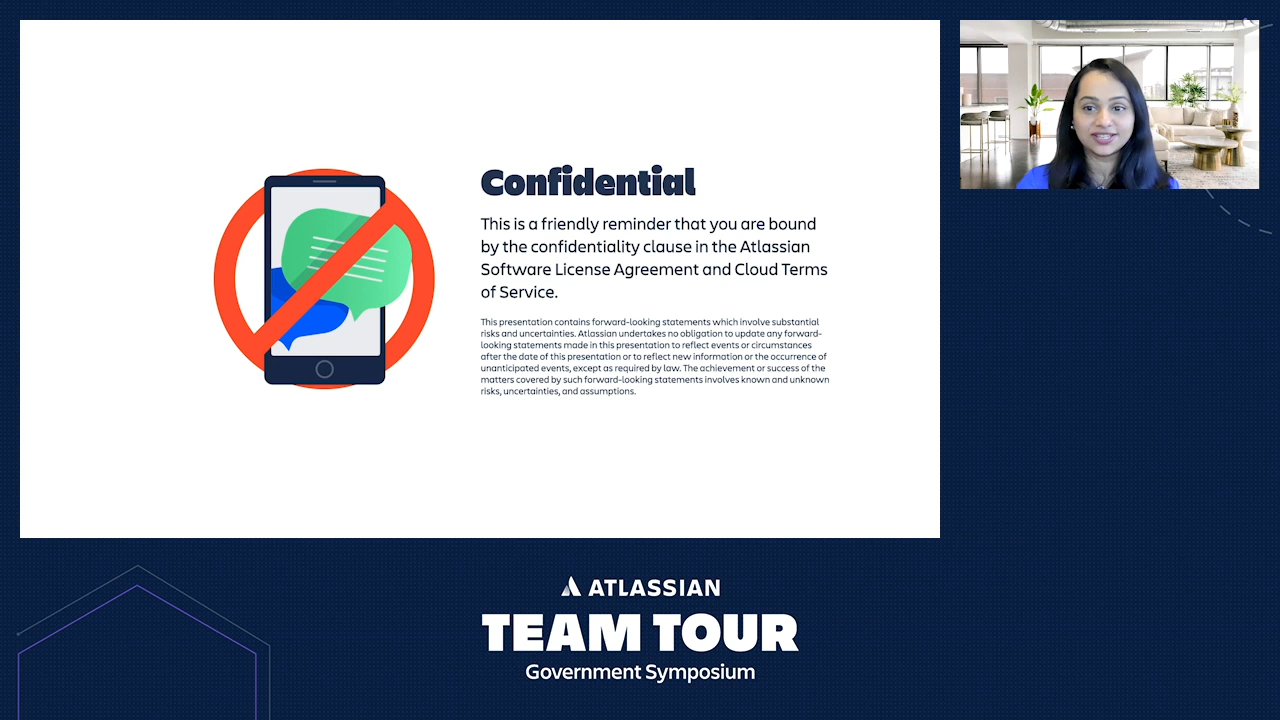 Confidential
This is a friendly reminder that you are bound
by the confidentiality clause in the Atlassian
Software License Agreement and Cloud Terms
of Service.
This presentation contains forward-looking statements which involve substantial
risks and uncertainties. Atlassian undertakes no obligation to update any forward-
looking statements made in this presentation to reflect events or circumstances
after the date of this presentation or to reflect new information or the occurrence of
unanticipated events, except as required by law. The achievement or success of the
matters covered by such forward-looking statements involves known and unknown
risks, uncertainties, and assumptions.
ATLASSIAN
TEAM TOUR
Government Symposium